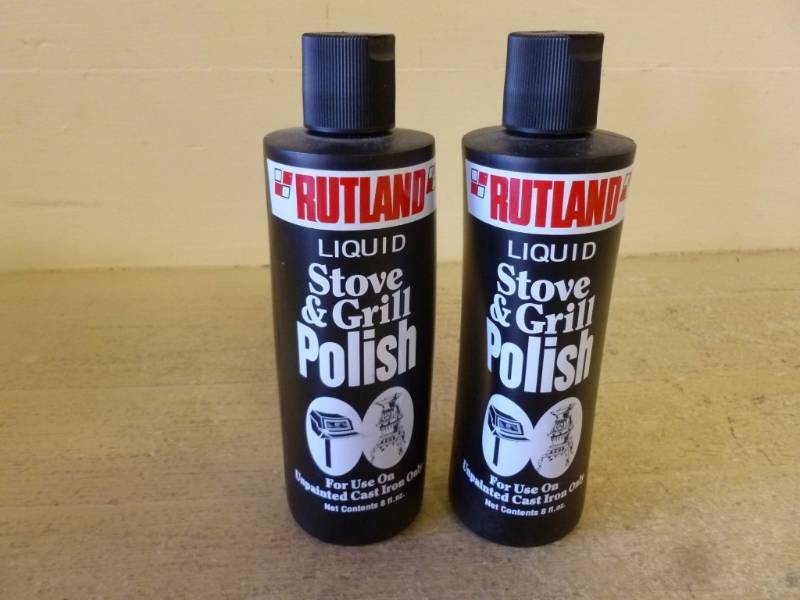 RUTLAND
LIQUID
Stove
& Grill
Polish
For Use On
Unpainted Cast Iron Only
Net Contents 8 fl.oz.
RUTLAND
LIQUID
Stove
& Grill
Polish
For Use On
Unpainted Cast Iron Only
Net Contents 8 fl.oz.